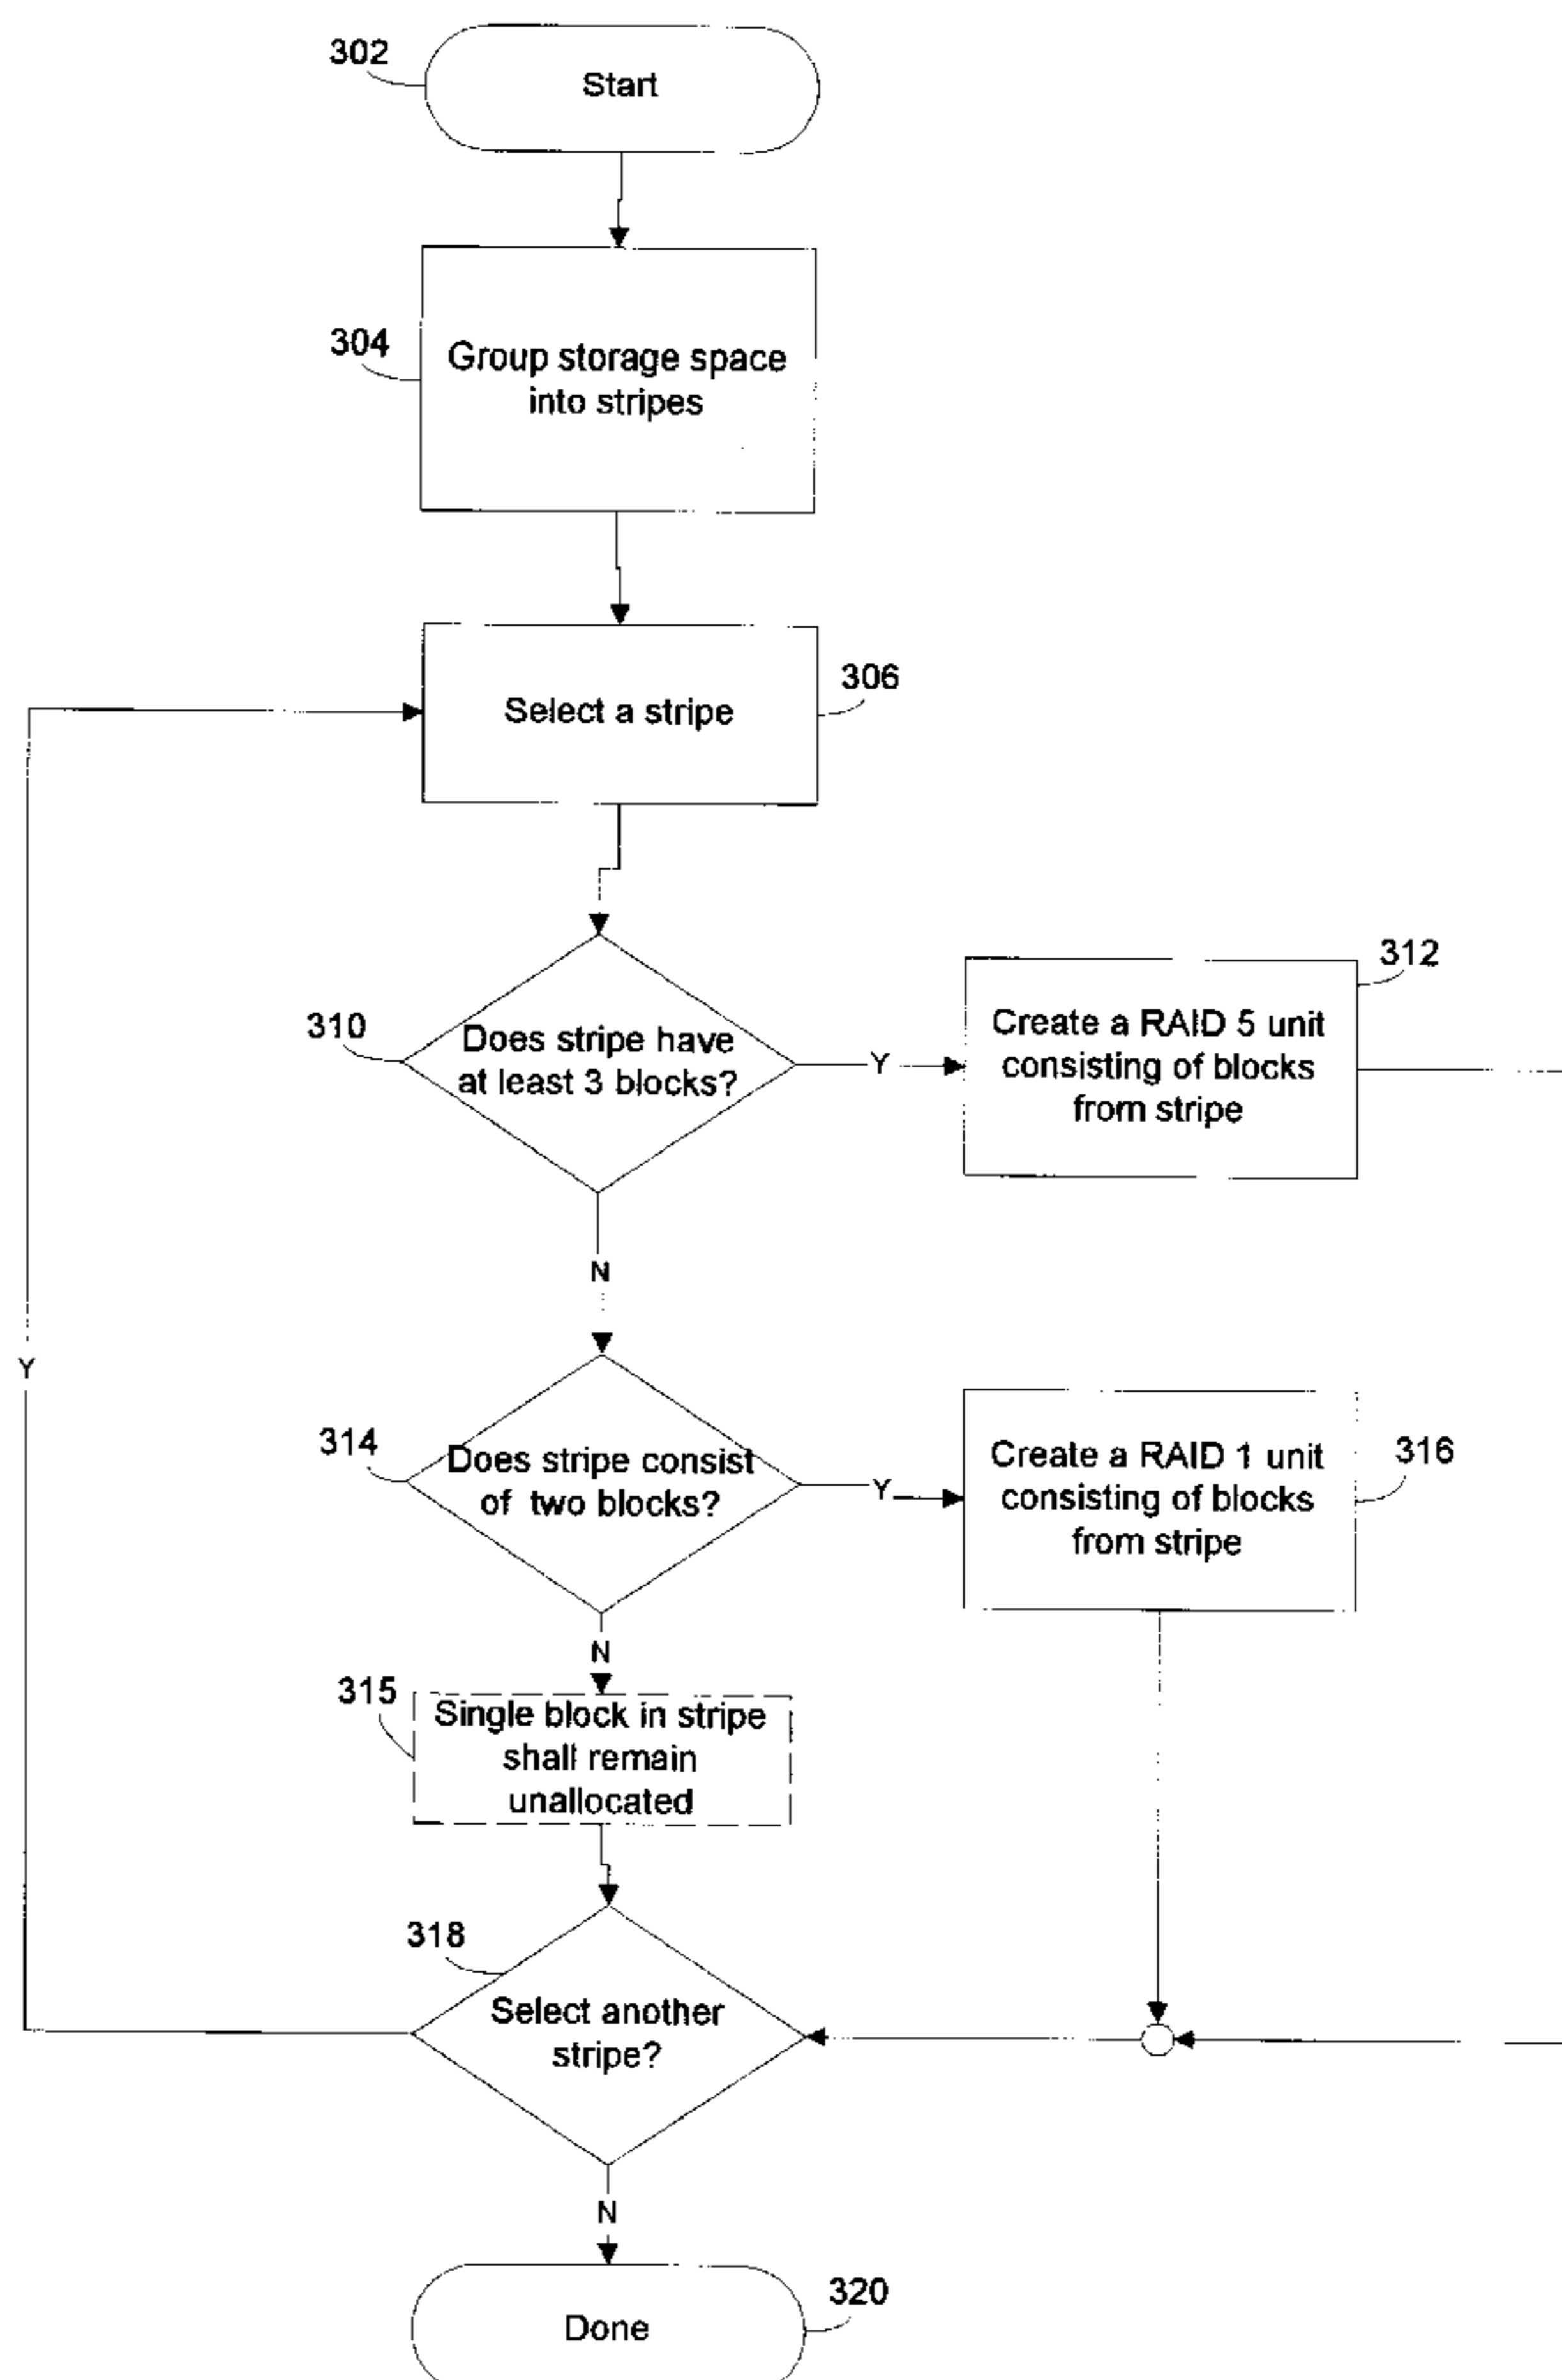 302
Start
304
Group storage space
into stripes
306
Select a stripe
310
Does stripe have
at least 3 blocks?
Y
312
Create a RAID 5 unit
consisting of blocks
from stripe
N
Y
314
Does stripe consist
of two blocks?
Y
316
Create a RAID 1 unit
consisting of blocks
from stripe
N
315
Single block in stripe
shall remain
unallocated
318
Select another
stripe?
N
320
Done